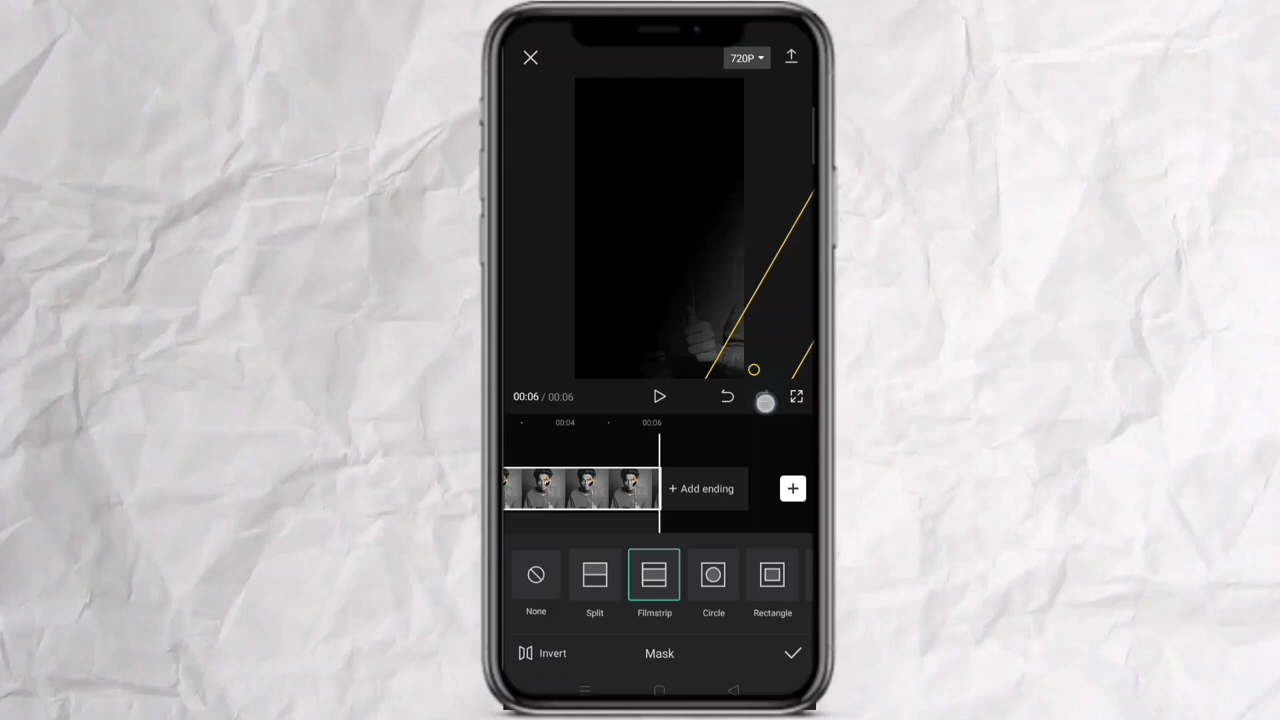 720P
00:06 / 00:06
00:04
00:06
+ Add ending
None
Split
Filmstrip
Circle
Rectangle
Invert
Mask